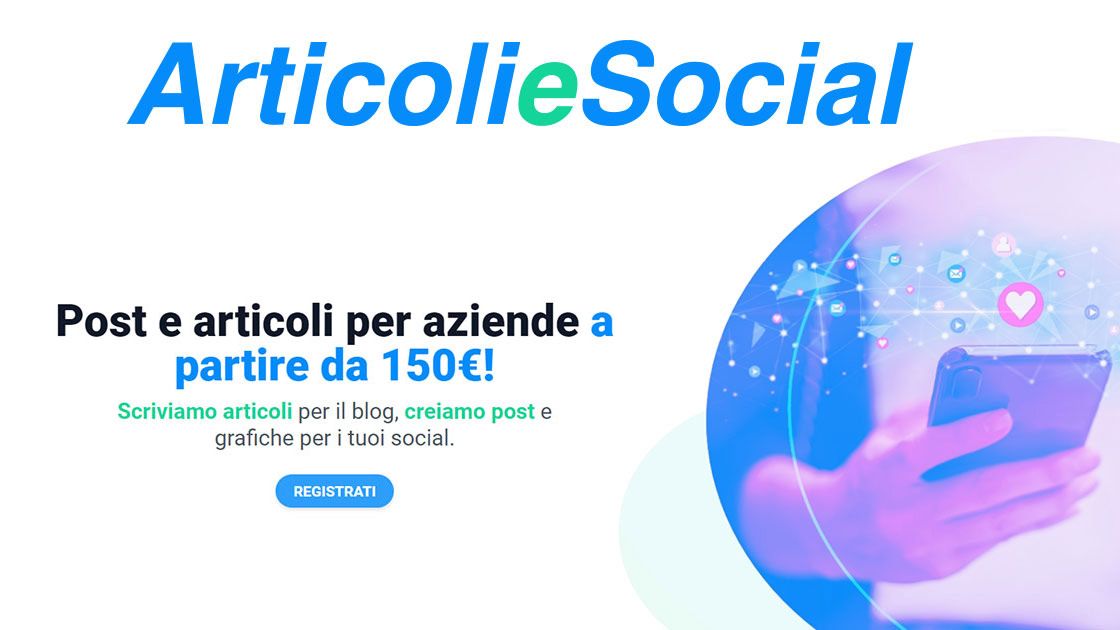 ArticolieSocial
Post e articoli per aziende a
partire da 150€!
Scriviamo articoli per il blog, creiamo post e
grafiche per i tuoi social.
REGISTRATI